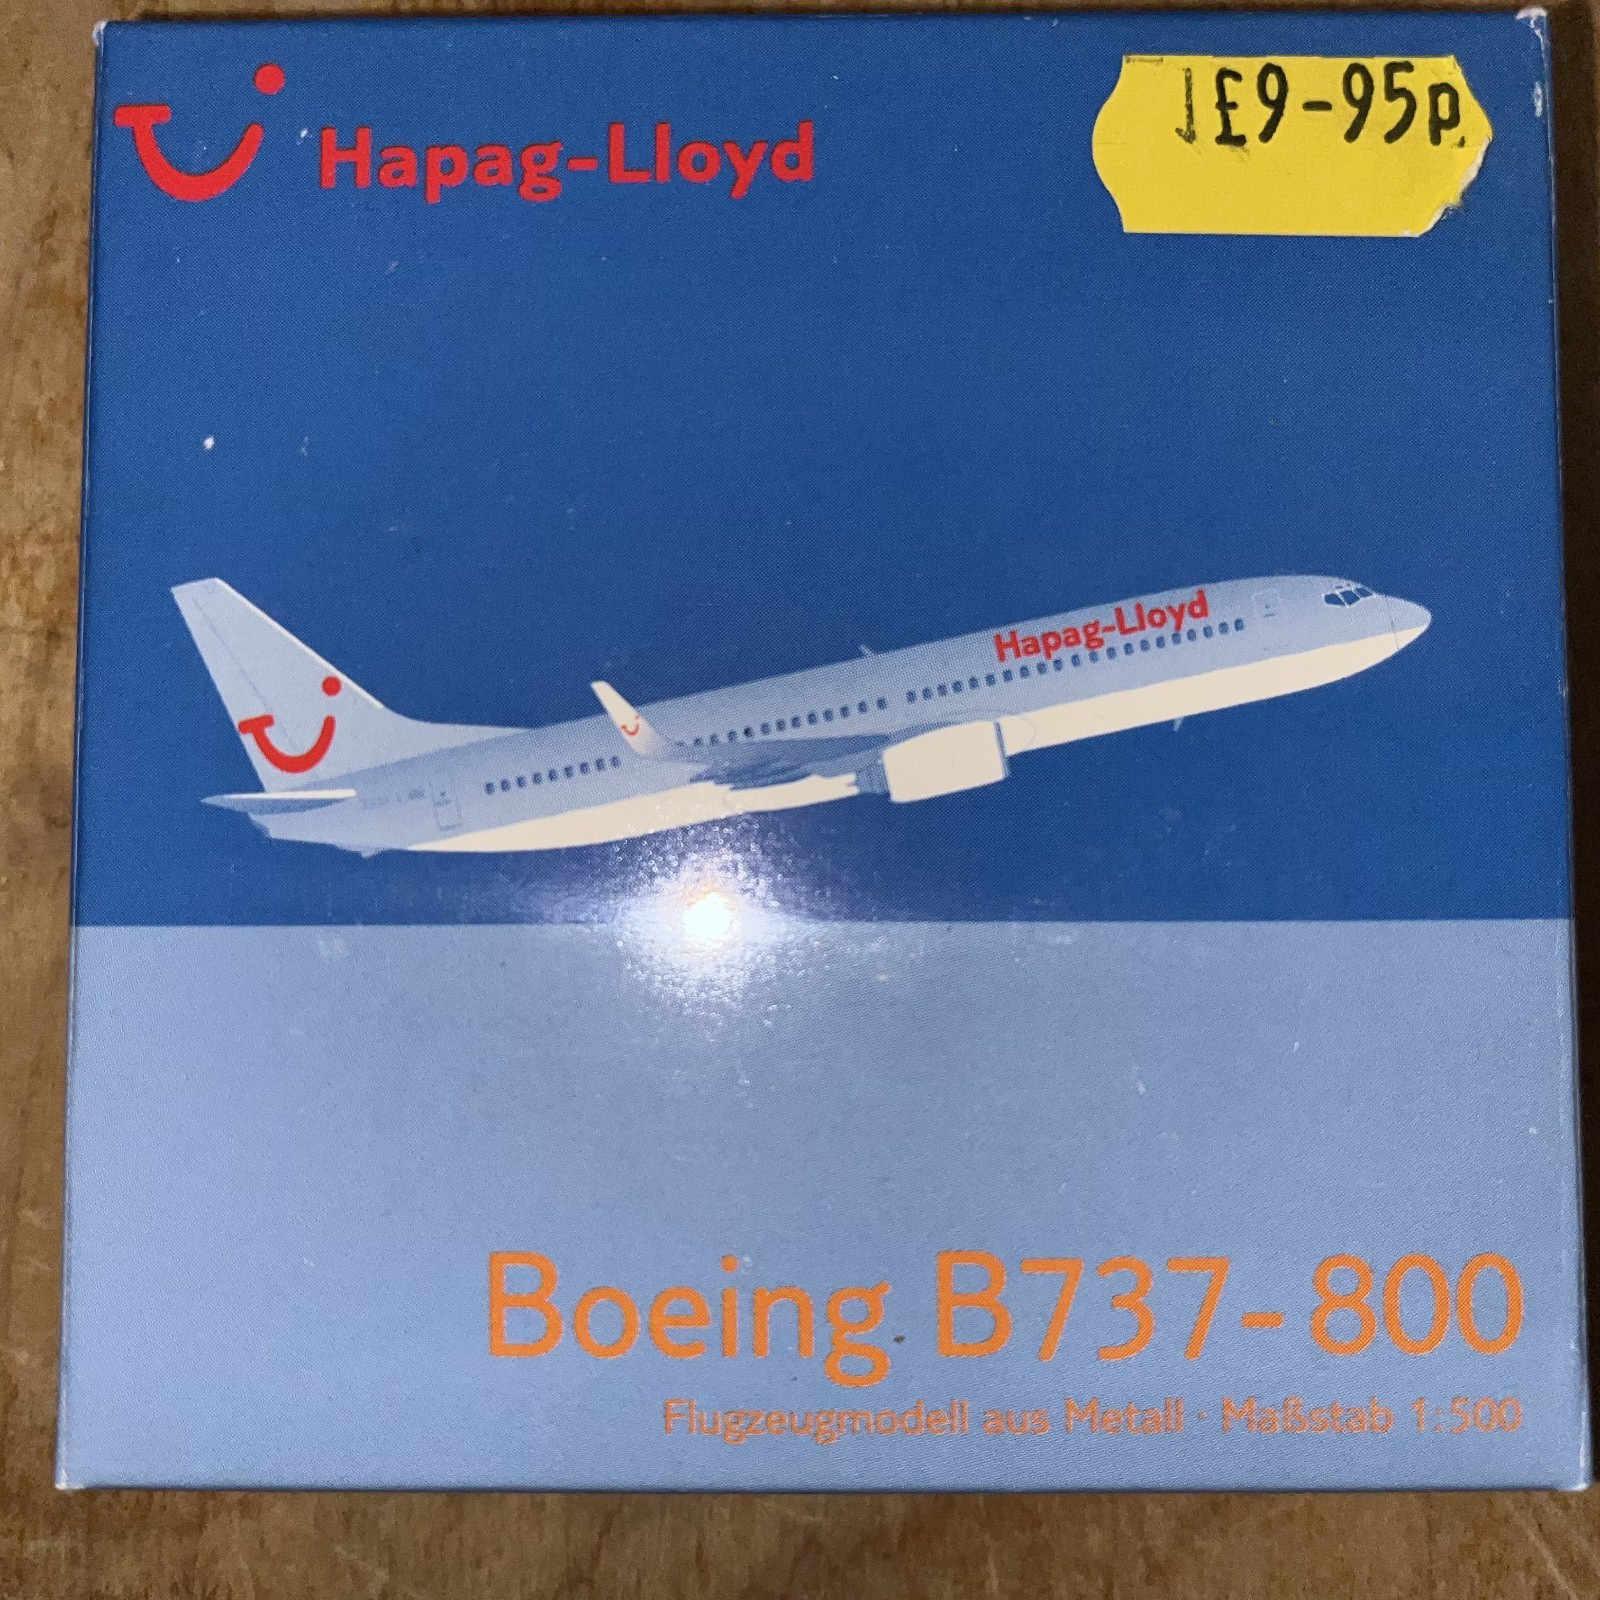 Hapag-Lloyd
£9-95p
Hapag-Lloyd
Boeing B737-800
Flugzeugmodell aus Metall · Maßstab 1:500